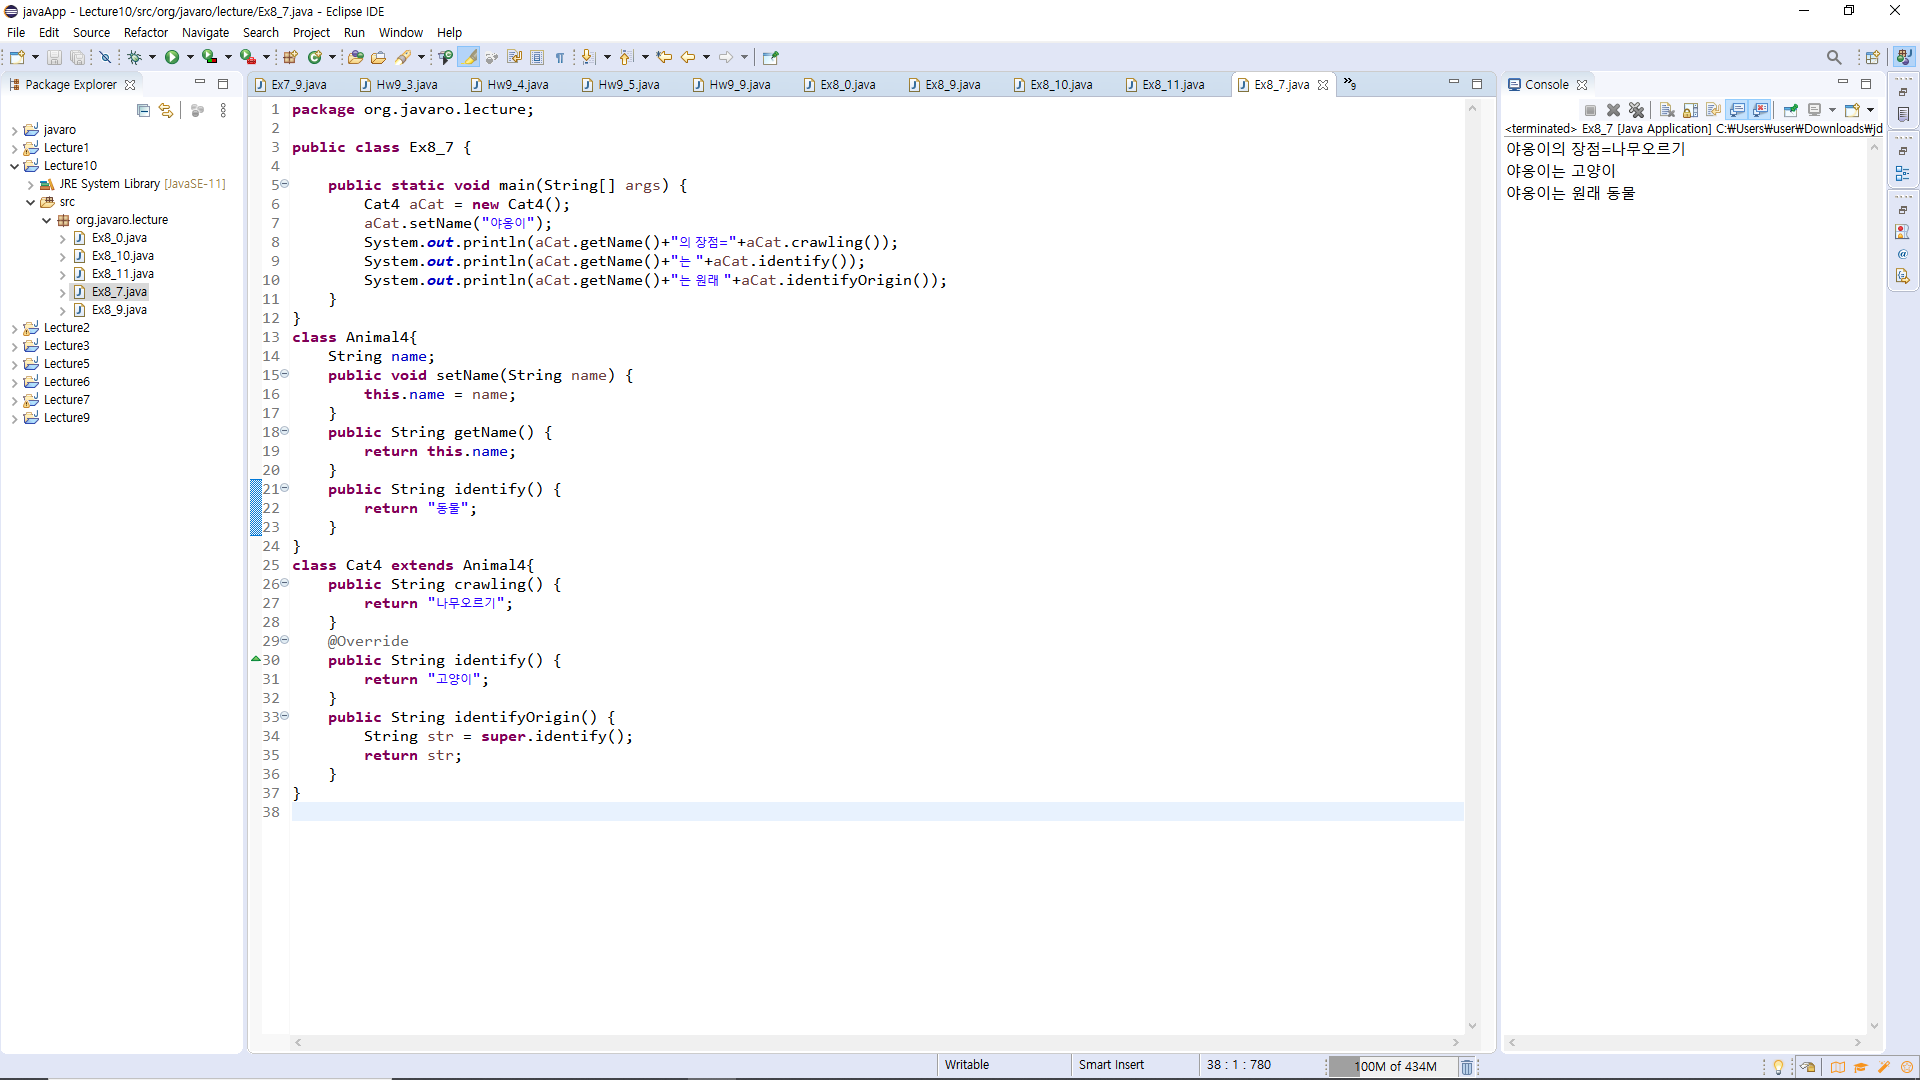 javaApp - Lecture10/src/org/javaro/lecture/Ex8_7.java - Eclipse IDE
File Edit Source Refactor Navigate Search Project Run Window Help
Package Explorer
javaro
Lecture1
Lecture10
JRE System Library [JavaSE-11]
src
org.javaro.lecture
Ex8_0.java
Ex8_10.java
Ex8_11.java
Ex8_7.java
Ex8_9.java
Lecture2
Lecture3
Lecture5
Lecture6
Lecture7
Lecture9
Ex7_9.java Hw9_3.java Hw9_4.java Hw9_5.java Hw9_9.java Ex8_0.java Ex8_9.java Ex8_10.java Ex8_11.java Ex8_7.java »9
1 package org.javaro.lecture;
2
3 public class Ex8_7 {
4
5 public static void main(String[] args) {
6 Cat4 aCat = new Cat4();
7 aCat.setName("야옹이");
8 System.out.println(aCat.getName()+"의 장점="+aCat.crawling());
9 System.out.println(aCat.getName()+"는 "+aCat.identify());
10 System.out.println(aCat.getName()+"는 원래 "+aCat.identifyOrigin());
11 }
12 }
13 class Animal4{
14 String name;
15 public void setName(String name) {
16 this.name = name;
17 }
18 public String getName() {
19 return this.name;
20 }
21 public String identify() {
22 return "동물";
23 }
24 }
25 class Cat4 extends Animal4{
26 public String crawling() {
27 return "나무오르기";
28 }
29 @Override
30 public String identify() {
31 return "고양이";
32 }
33 public String identifyOrigin() {
34 String str = super.identify();
35 return str;
36 }
37 }
38
Console
<terminated> Ex8_7 [Java Application] C:₩Users₩user₩Downloads₩jd
야옹이의 장점=나무오르기
야옹이는 고양이
야옹이는 원래 동물
Writable Smart Insert 38 : 1 : 780 100M of 434M